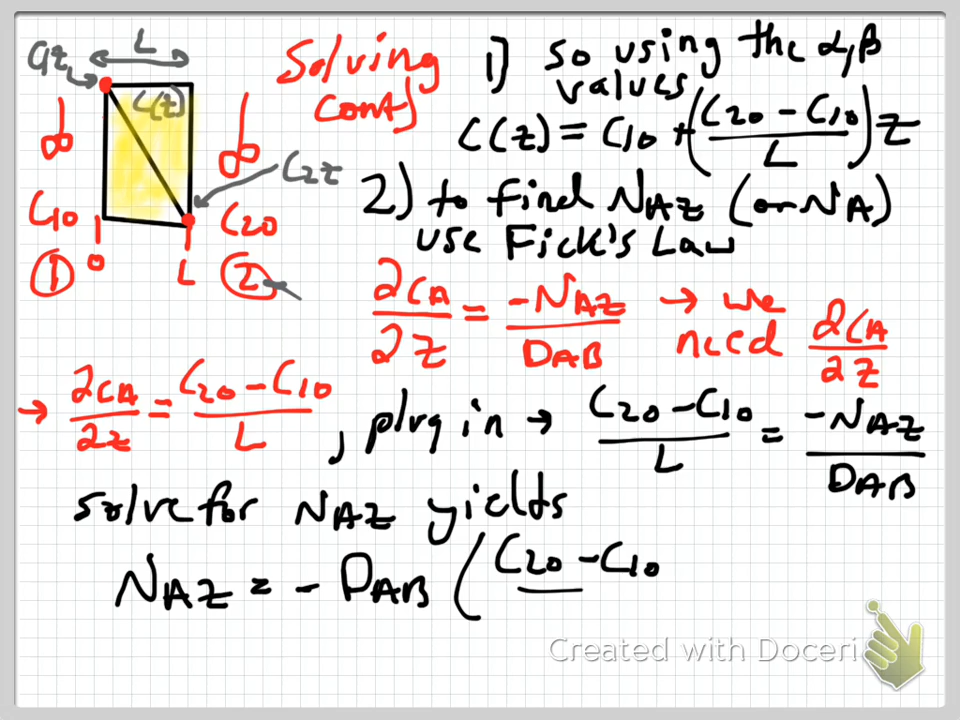 L
Solving
cont)
1) so using the α,β
values
C(z) = C10 + (C20 - C10 / L) z
C(z)
C2z
C10
C20
0
L
1
2
2) to find NAZ (or NA)
use Fick's Law
∂CA / ∂z = -NAZ / DAB → we
need ∂CA / ∂z
→ ∂CA / ∂z = C20 - C10 / L , plug in → C20 - C10 / L = -NAZ / DAB
solve for NAZ yields
NAZ = - DAB ( C20 - C10
Created with Doceri